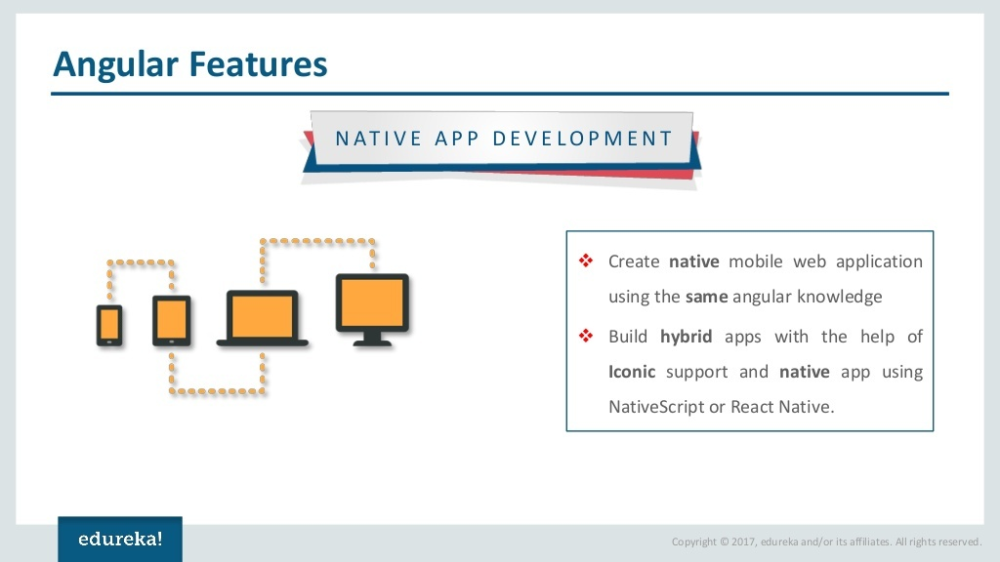 Angular Features
NATIVE APP DEVELOPMENT
❖ Create native mobile web application
using the same angular knowledge
❖ Build hybrid apps with the help of
Iconic support and native app using
NativeScript or React Native.
edureka!
Copyright © 2017, edureka and/or its affiliates. All rights reserved.